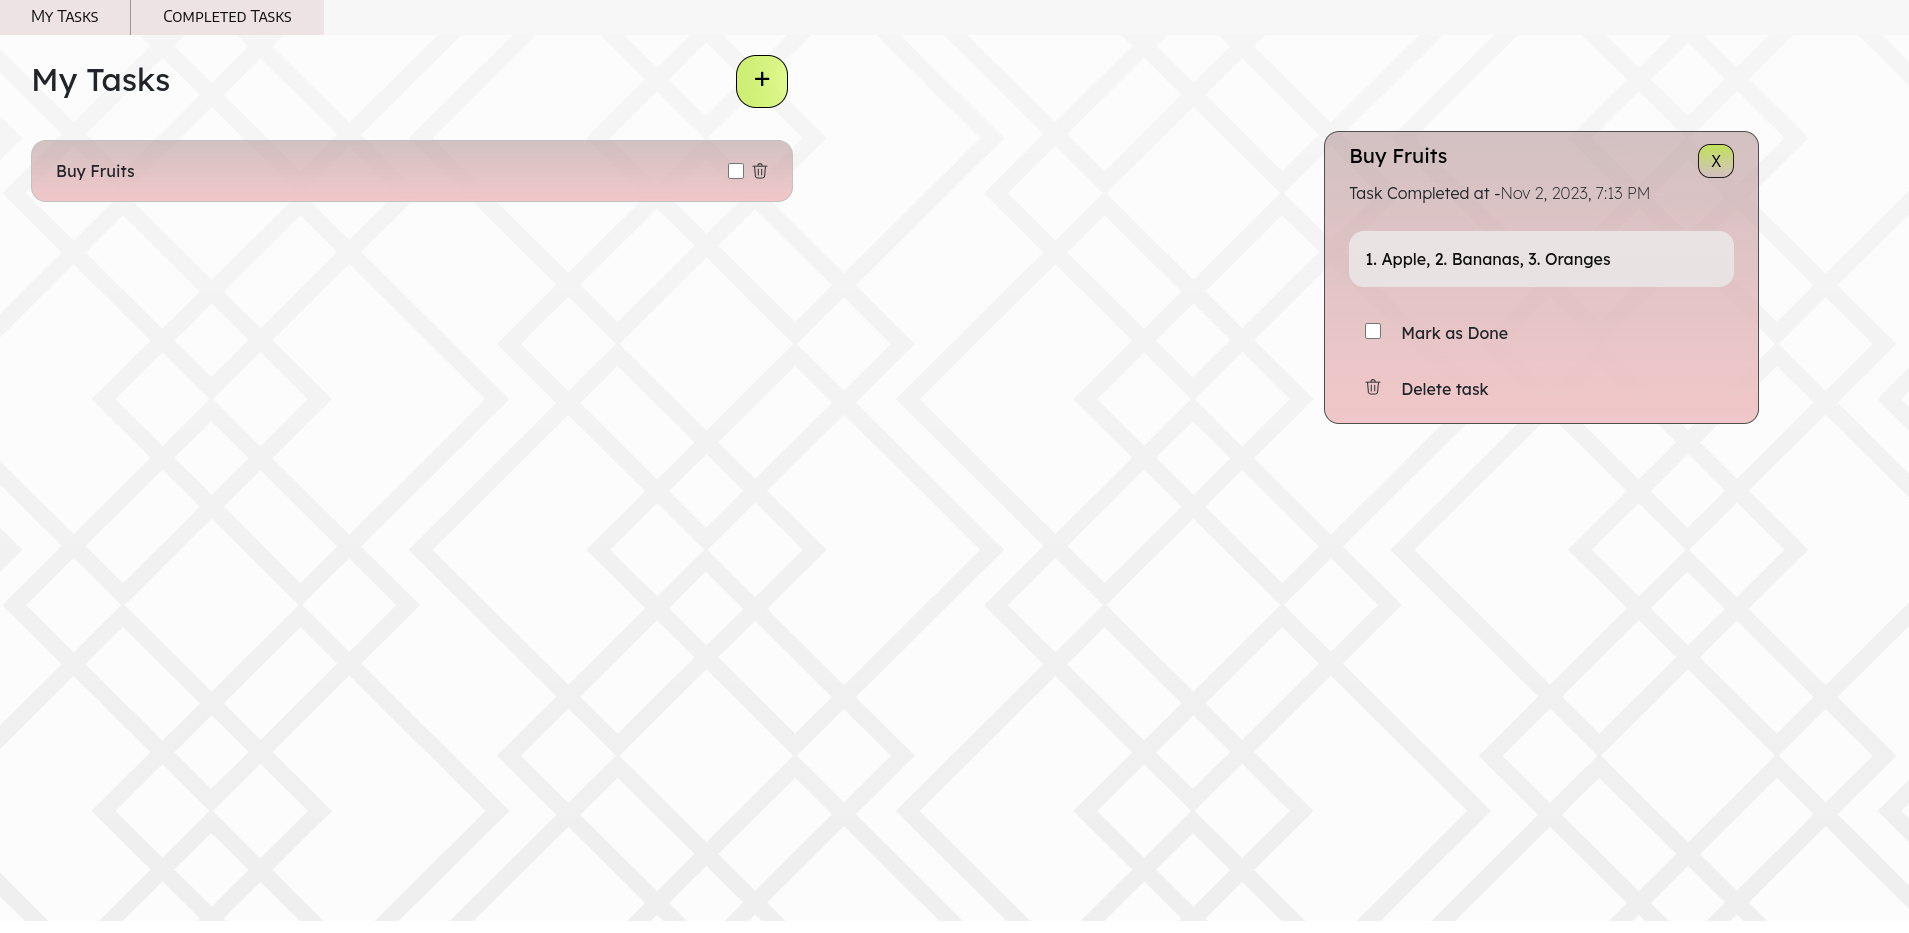 My Tasks
Completed Tasks
My Tasks
+
Buy Fruits
Buy Fruits
X
Task Completed at -Nov 2, 2023, 7:13 PM
1. Apple, 2. Bananas, 3. Oranges
Mark as Done
Delete task